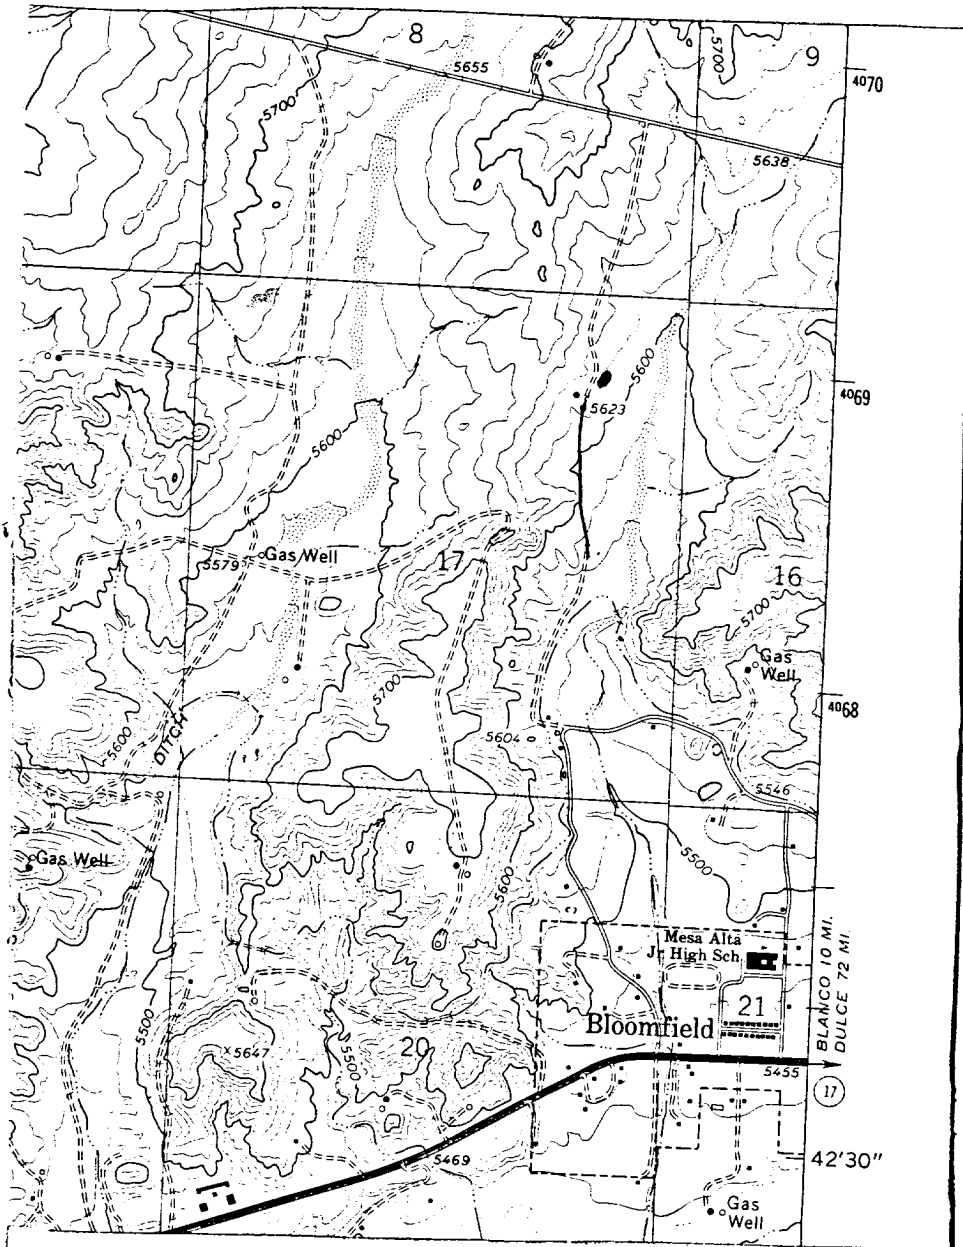 8
9
5700
5655
5700
4070
5638
5600
4069
5623
5600
Gas Well
5579
17
16
5700
Gas
Well
5700
4068
5600
DITCH
5604
5546
Gas Well
5500
5600
Mesa Alta
Jr High Sch
21
Bloomfield
5500
×5647
5500
20
5455
BLANCO 10 MI.
DULCE 72 MI.
17
5469
42'30"
Gas
Well